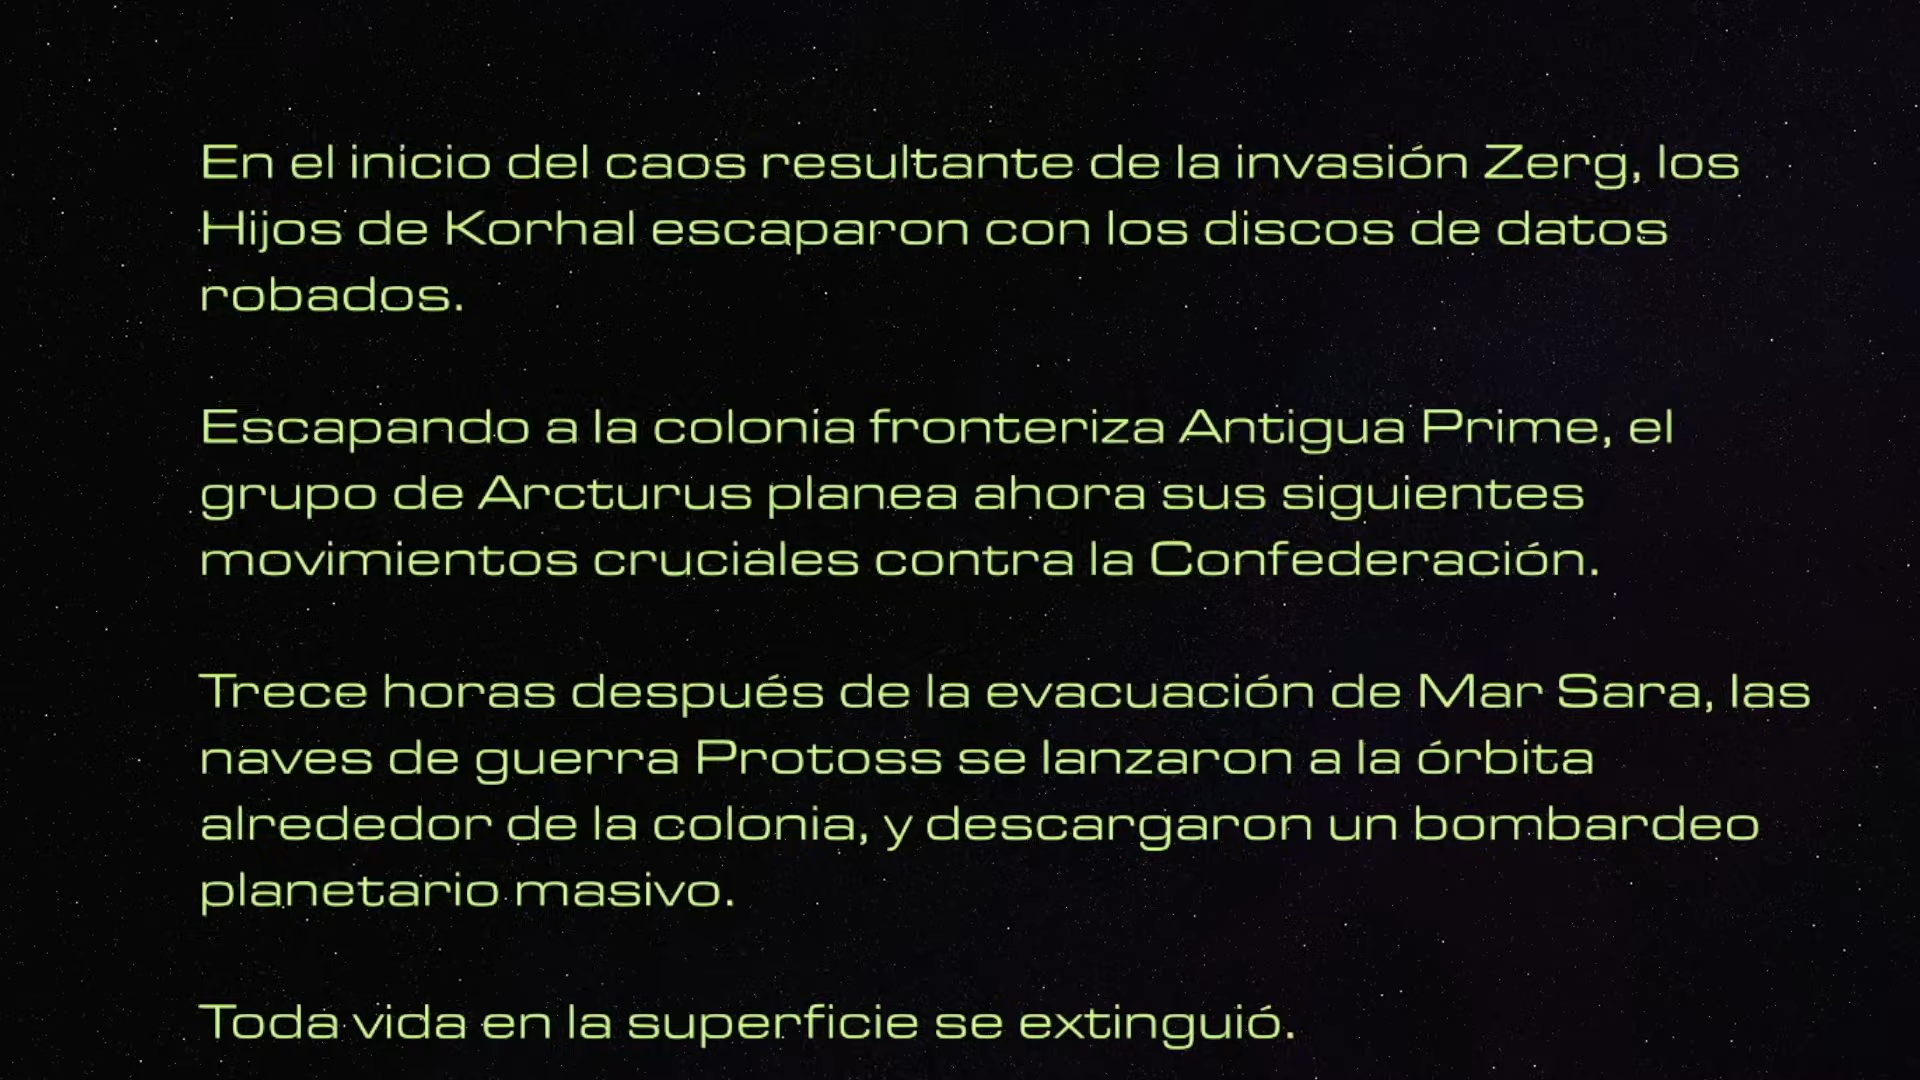 En el inicio del caos resultante de la invasión Zerg, los
Hijos de Korhal escaparon con los discos de datos
robados.
Escapando a la colonia fronteriza Antigua Prime, el
grupo de Arcturus planea ahora sus siguientes
movimientos cruciales contra la Confederación.
Trece horas después de la evacuación de Mar Sara, las
naves de guerra Protoss se lanzaron a la órbita
alrededor de la colonia, y descargaron un bombardeo
planetario masivo.
Toda vida en la superficie se extinguió.